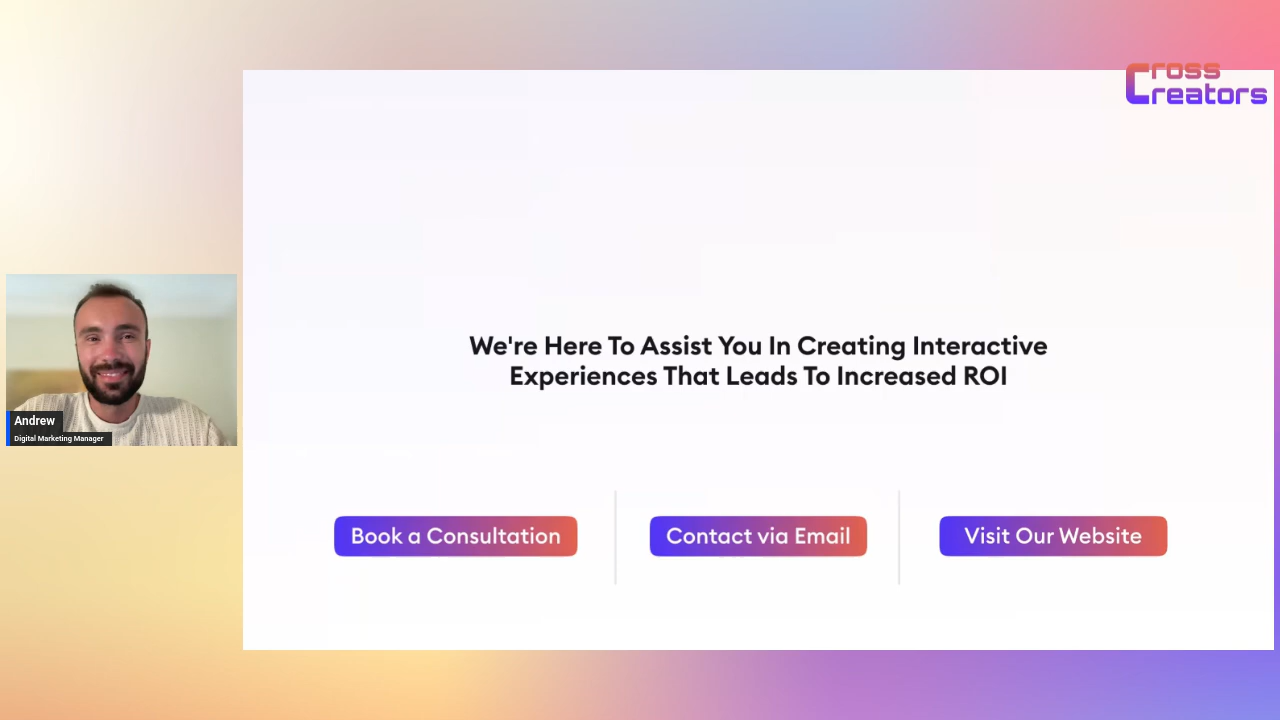 Cross
Creators
We're Here To Assist You In Creating Interactive
Experiences That Leads To Increased ROI
Andrew
Digital Marketing Manager
Book a Consultation
Contact via Email
Visit Our Website